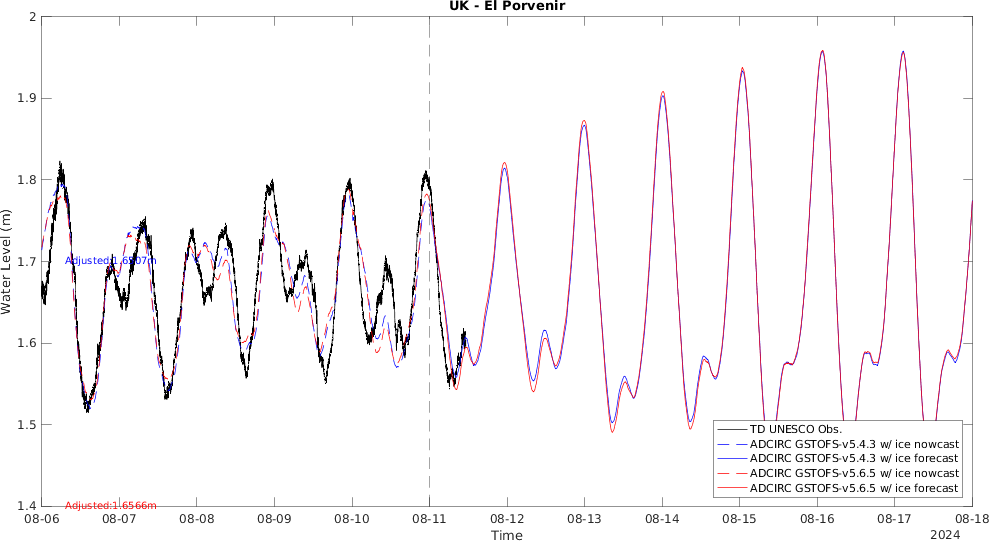 UK - El Porvenir
2
1.9
1.8
1.7
1.6
1.5
1.4
Water Level (m)
Adjusted:1.6507m
Adjusted:1.6566m
TD UNESCO Obs.
ADCIRC GSTOFS-v5.4.3 w/ ice nowcast
ADCIRC GSTOFS-v5.4.3 w/ ice forecast
ADCIRC GSTOFS-v5.6.5 w/ ice nowcast
ADCIRC GSTOFS-v5.6.5 w/ ice forecast
08-06 08-07 08-08 08-09 08-10 08-11 08-12 08-13 08-14 08-15 08-16 08-17 08-18
Time
2024